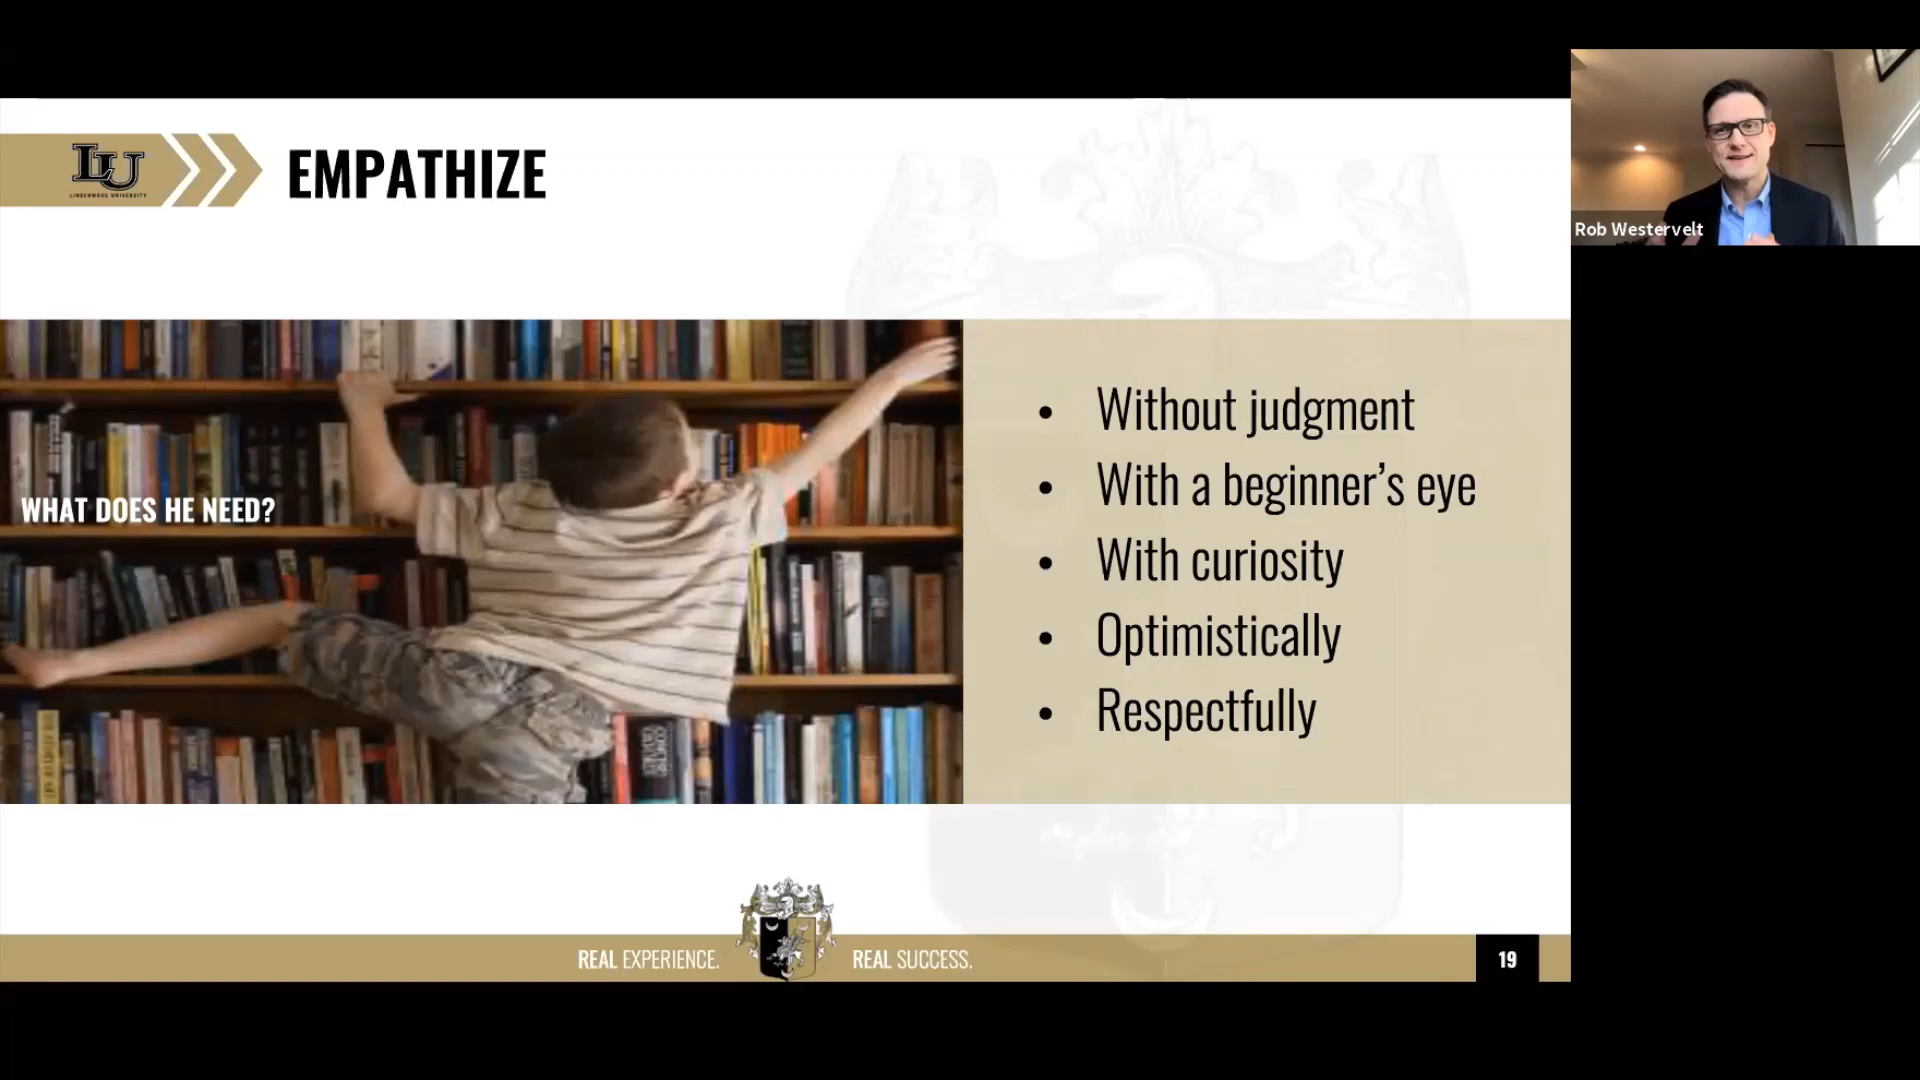 LU
LINDENWOOD UNIVERSITY
EMPATHIZE
Rob Westervelt
WHAT DOES HE NEED?
• Without judgment
• With a beginner’s eye
• With curiosity
• Optimistically
• Respectfully
REAL EXPERIENCE.
REAL SUCCESS.
19